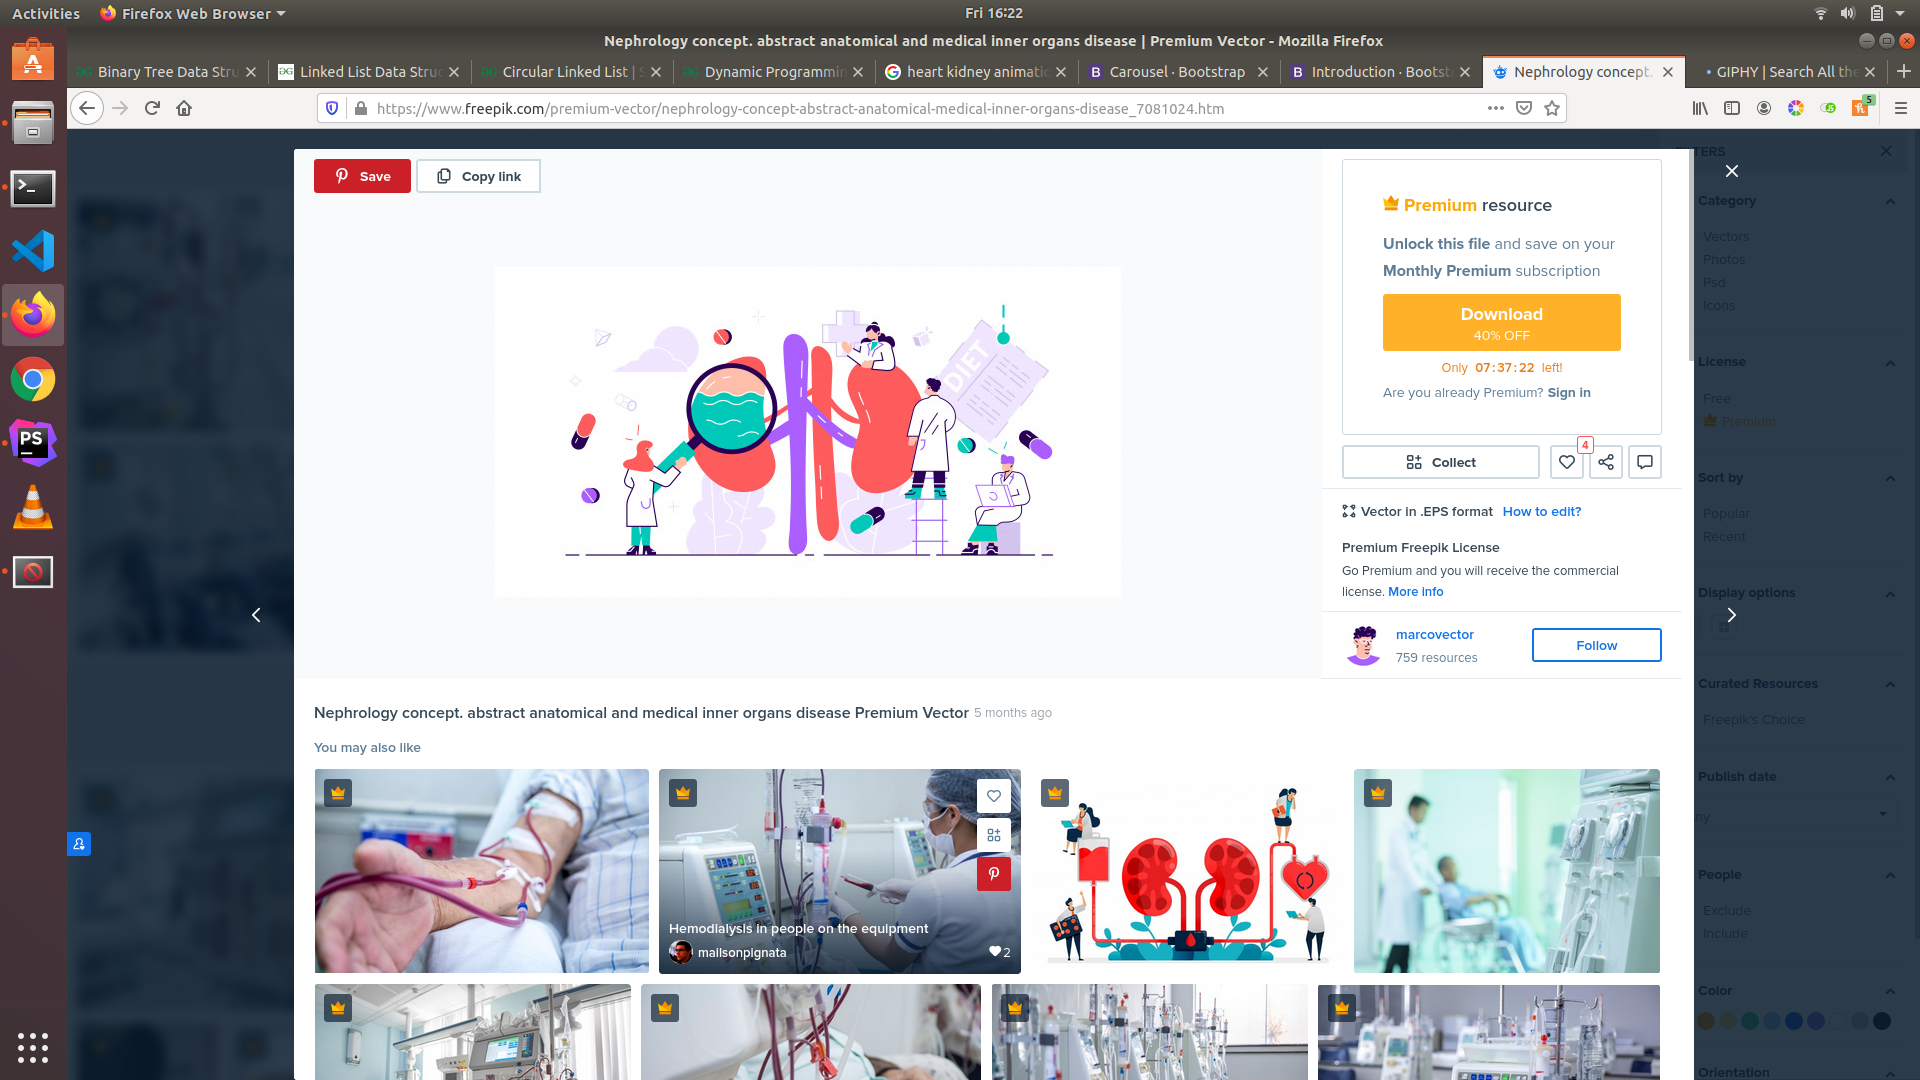 Activities
Firefox Web Browser
Fri 16:22
Nephrology concept. abstract anatomical and medical inner organs disease | Premium Vector - Mozilla Firefox
Binary Tree Data Stru
Linked List Data Struc
Circular Linked List | S
Dynamic Programmin
heart kidney animatic
Carousel · Bootstrap
Introduction · Bootst
Nephrology concept.
GIPHY | Search All the
https://www.freepik.com/premium-vector/nephrology-concept-abstract-anatomical-medical-inner-organs-disease_7081024.htm
5
Save
Copy link
DIET
Premium resource
Unlock this file and save on your
Monthly Premium subscription
Download
40% OFF
Only 07:37:22 left!
Are you already Premium? Sign in
Collect
4
Vector in .EPS format How to edit?
Premium Freepik License
Go Premium and you will receive the commercial
license. More info
marcovector
759 resources
Follow
TERS
Category
Vectors
Photos
Psd
Icons
License
Free
Premium
Sort by
Popular
Recent
Display options
Curated Resources
Freepik's Choice
Publish date
ny
People
Exclude
Include
Color
Orientation
PS
Nephrology concept. abstract anatomical and medical inner organs disease Premium Vector 5 months ago
You may also like
Hemodialysis in people on the equipment
mailsonpignata
2